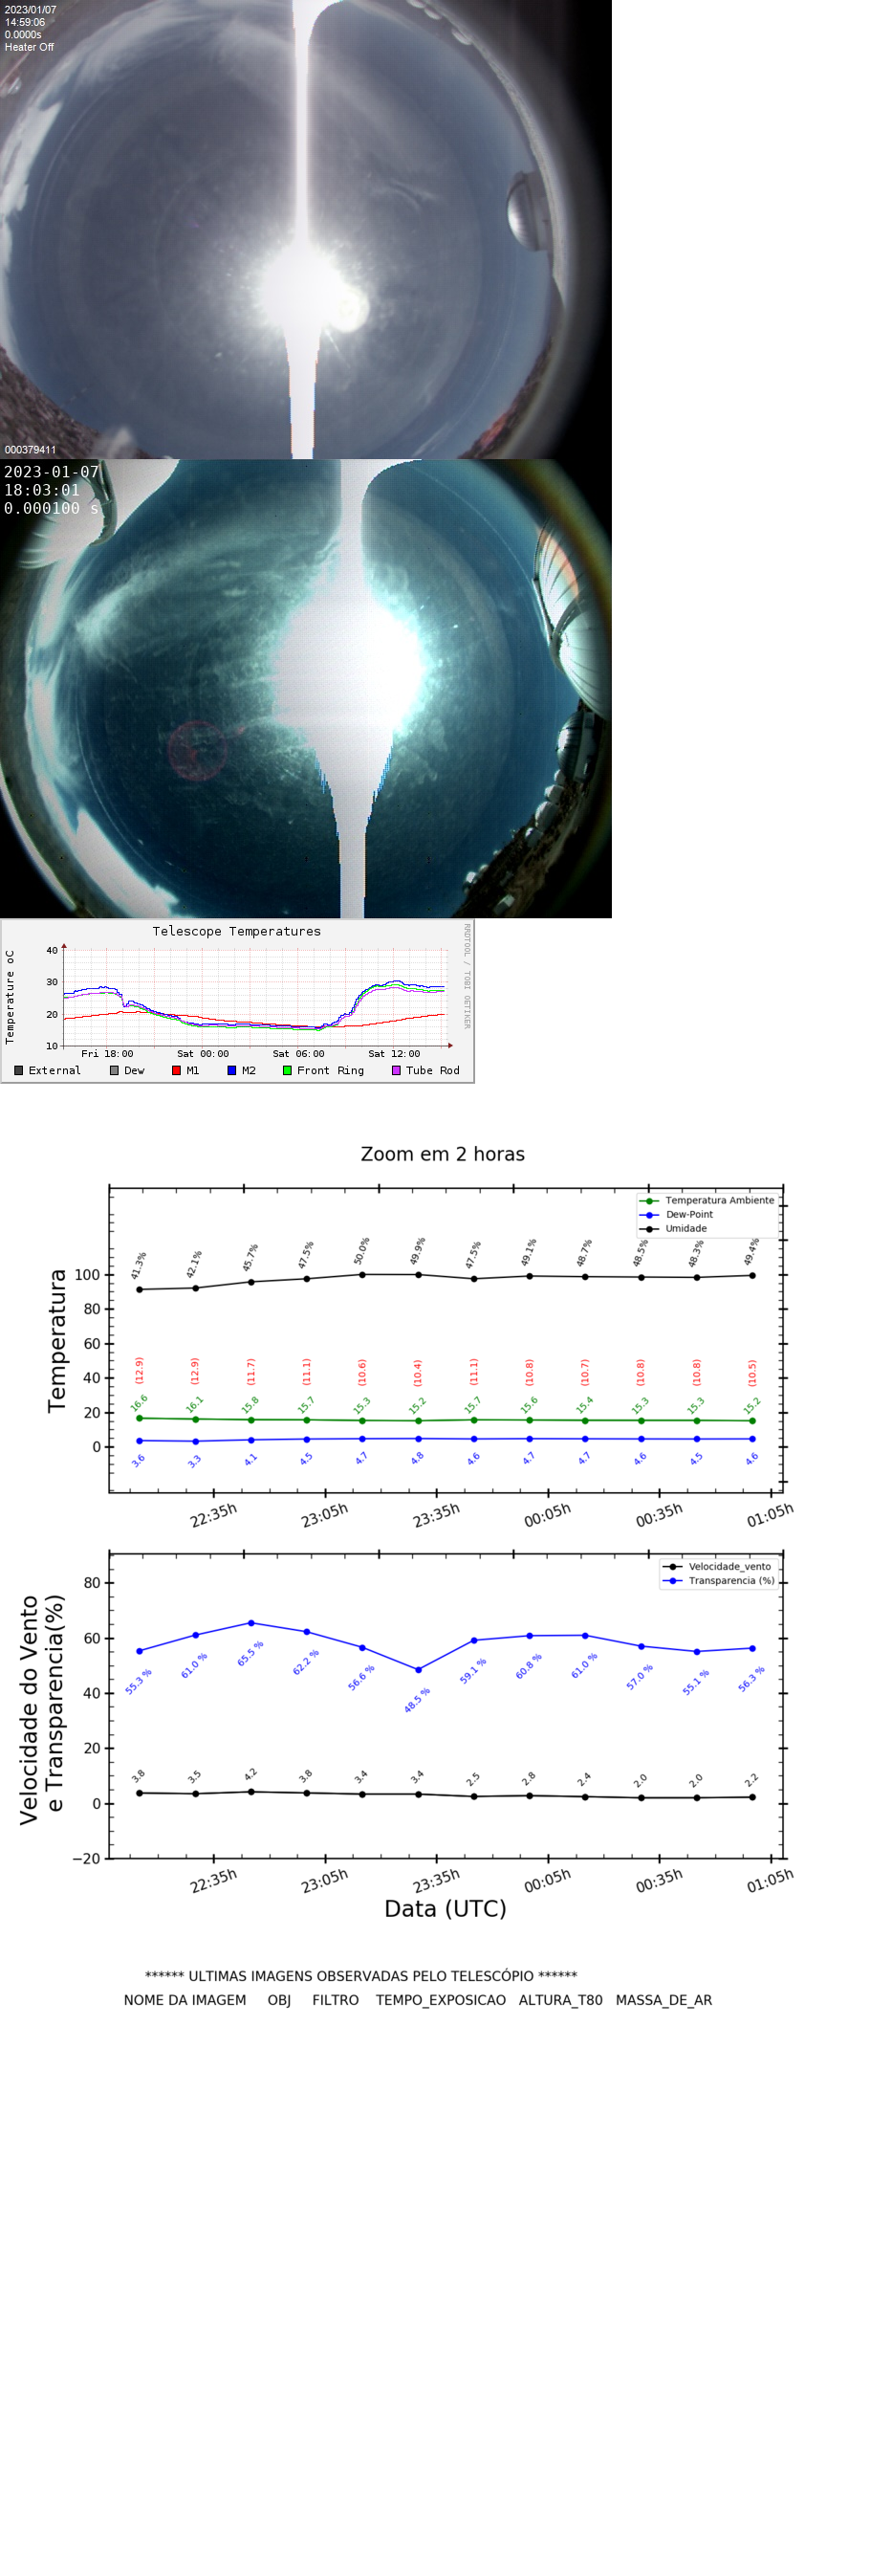 2023/01/07
14:59:06
0.0000s
Heater Off
000379411
2023-01-07
18:03:01
0.000100 s
Telescope Temperatures
RRDTOOL / TOBI OETIKER
Temperature oC
40
30
20
10
Fri 18:00 Sat 00:00 Sat 06:00 Sat 12:00
External Dew M1 M2 Front Ring Tube Rod
Zoom em 2 horas
Temperatura Ambiente
Dew-Point
Umidade
41.3% 42.1% 45.7% 47.5% 50.0% 49.9% 47.5% 49.1% 48.7% 48.5% 48.3% 49.4%
Temperatura
100
80
60
40
20
0
(12.9) (12.9) (11.7) (11.1) (10.6) (10.4) (11.1) (10.8) (10.7) (10.8) (10.8) (10.5)
16.6 16.1 15.8 15.7 15.3 15.2 15.7 15.6 15.4 15.3 15.3 15.2
3.6 3.3 4.1 4.5 4.7 4.8 4.6 4.7 4.7 4.6 4.5 4.6
22:35h 23:05h 23:35h 00:05h 00:35h 01:05h
Velocidade_vento
Transparencia (%)
Velocidade do Vento
e Transparencia(%)
80
60
40
20
0
−20
55.3 % 61.0 % 65.5 % 62.2 % 56.6 % 48.5 % 59.1 % 60.8 % 61.0 % 57.0 % 55.1 % 56.3 %
3.8 3.5 4.2 3.8 3.4 3.4 2.5 2.8 2.4 2.0 2.0 2.2
22:35h 23:05h 23:35h 00:05h 00:35h 01:05h
Data (UTC)
****** ULTIMAS IMAGENS OBSERVADAS PELO TELESCÓPIO ******
NOME DA IMAGEM OBJ FILTRO TEMPO_EXPOSICAO ALTURA_T80 MASSA_DE_AR